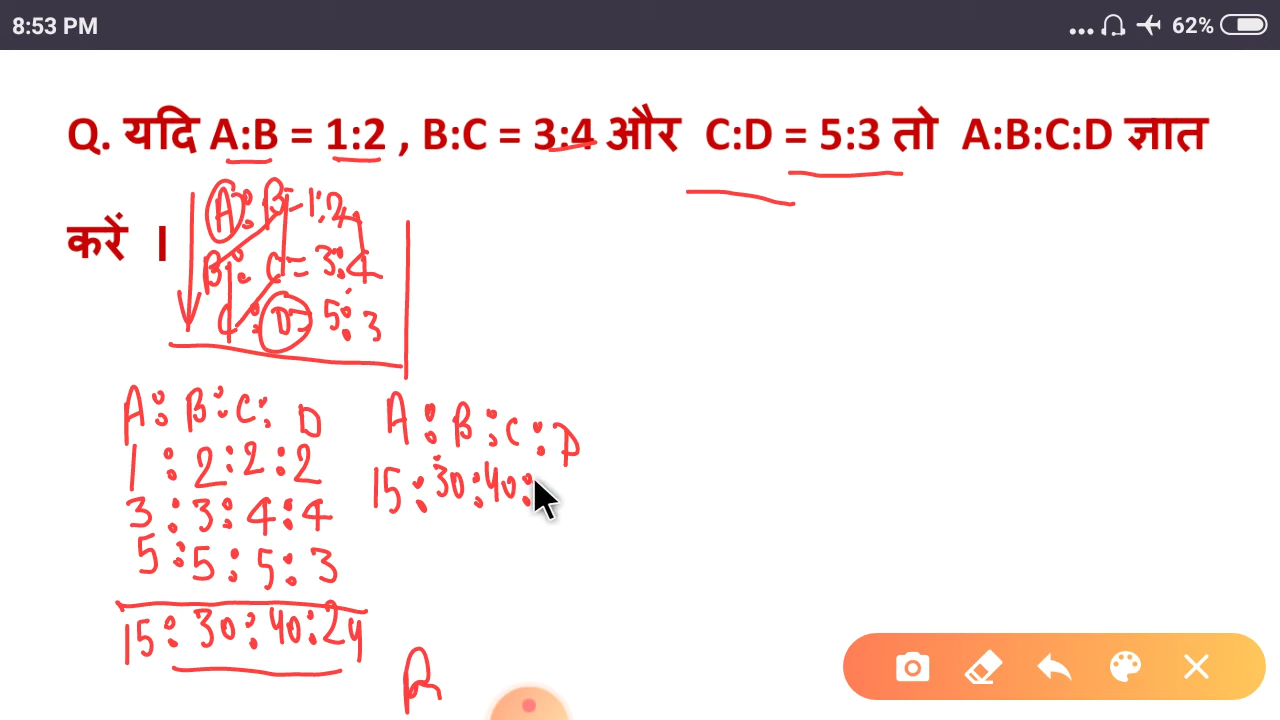 8:53 PM
62%
Q. यदि A:B = 1:2 , B:C = 3:4 और C:D = 5:3 तो A:B:C:D ज्ञात
करें ।
A:B=1:2
B:C=3:4
C:D=5:3
A:B:C:D
1:2:2:2
3:3:4:4
5:5:5:3
15:30:40:24
A:B:C:D
15:30:40: